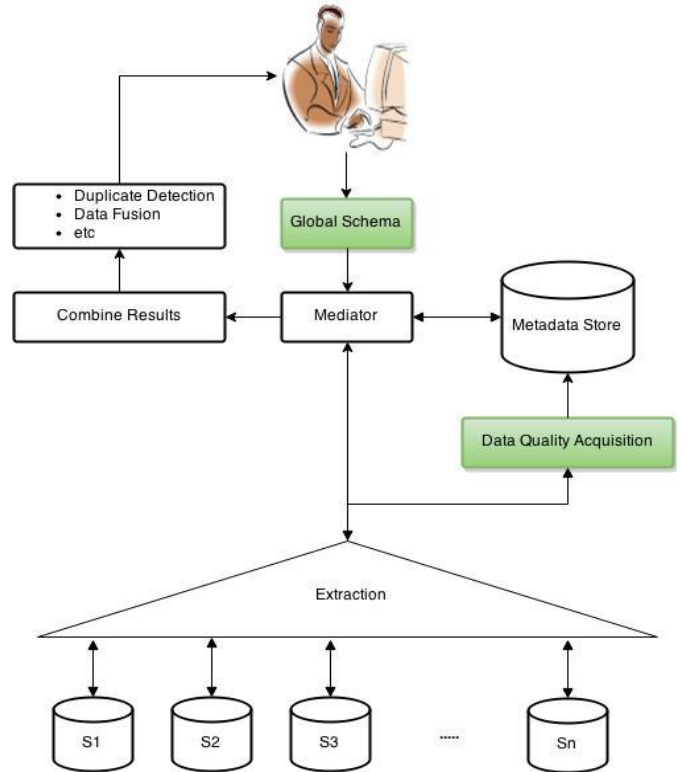 • Duplicate Detection
• Data Fusion
• etc
Global Schema
Combine Results
Mediator
Metadata Store
Data Quality Acquisition
Extraction
S1
S2
S3
.....
Sn